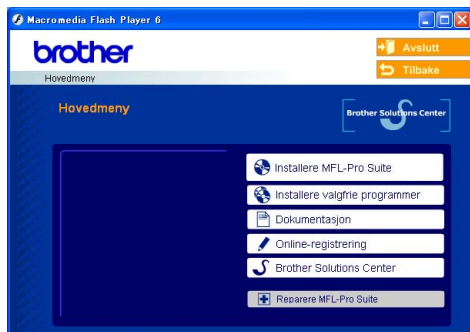 Macromedia Flash Player 6
brother
Avslutt
Tilbake
Hovedmeny
Hovedmeny
Brother Solutions Center
Installere MFL-Pro Suite
Installere valgfrie programmer
Dokumentasjon
Online-registrering
Brother Solutions Center
Reparere MFL-Pro Suite